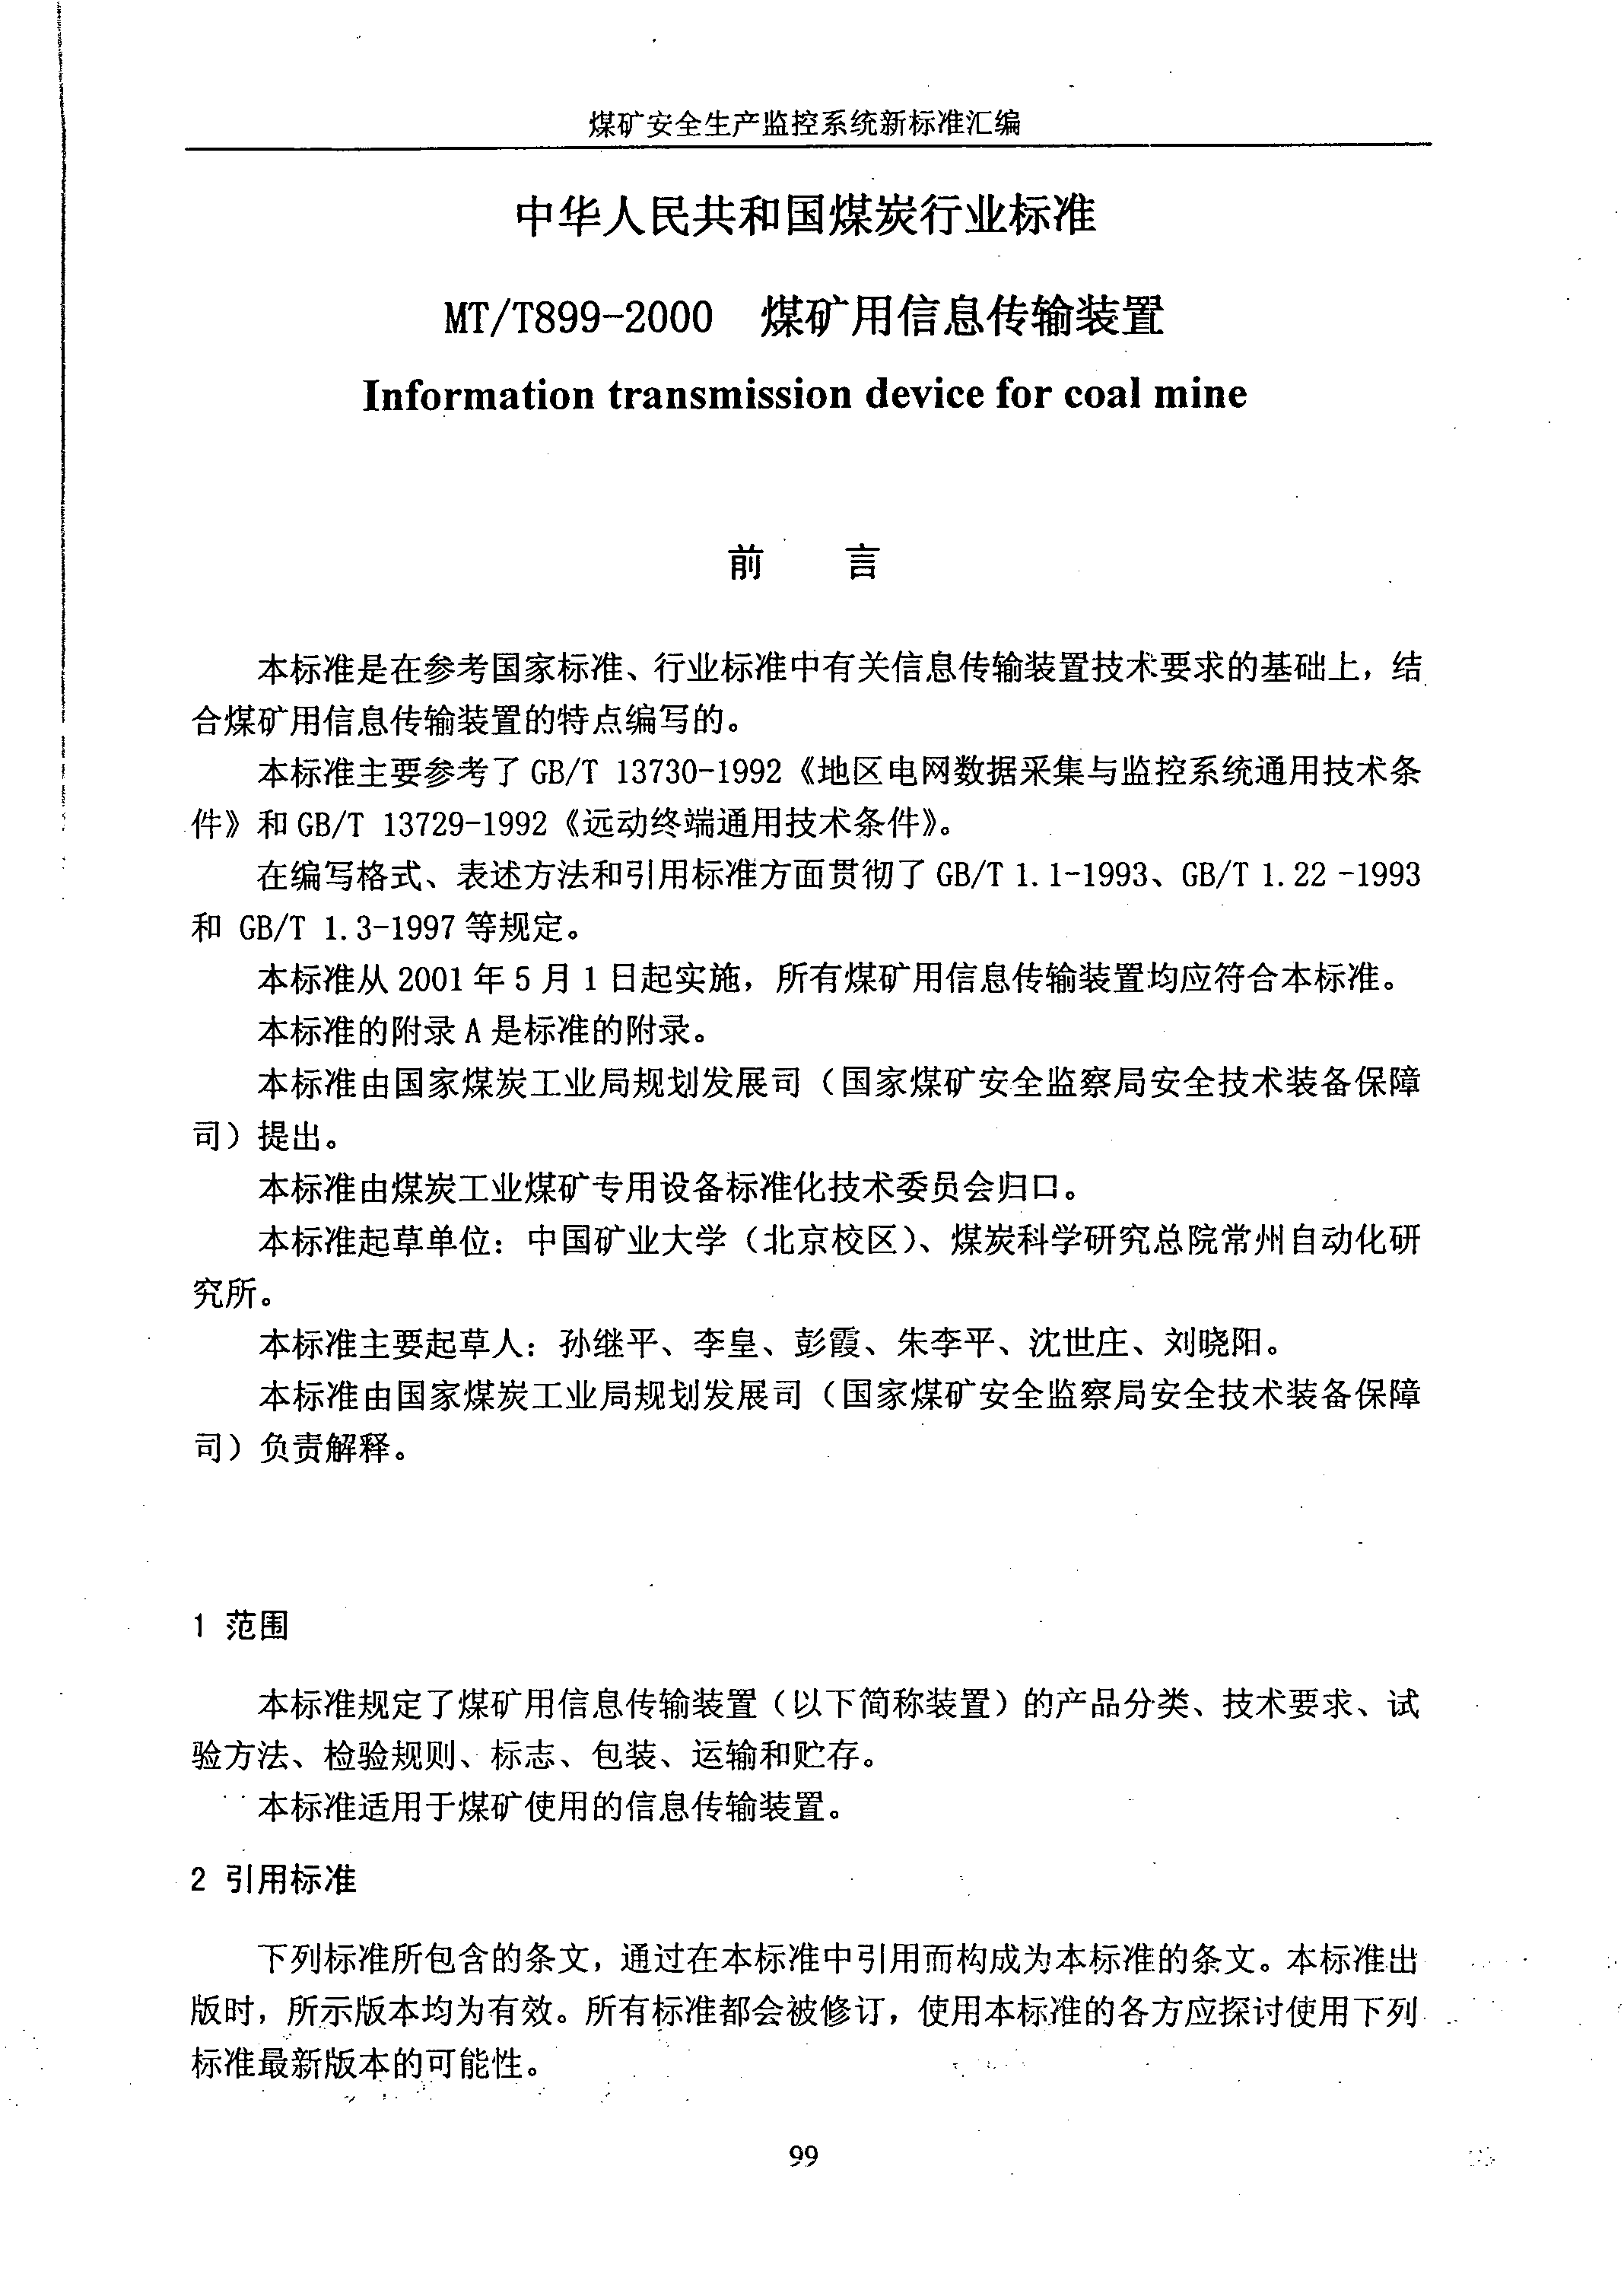 煤矿安全生产监控系统新标准汇编
中华人民共和国煤炭行业标准
MT/T899-2000 煤矿用信息传输装置
Information transmission device for coal mine
前 言
本标准是在参考国家标准、行业标准中有关信息传输装置技术要求的基础上，结
合煤矿用信息传输装置的特点编写的。
本标准主要参考了 GB/T 13730-1992《地区电网数据采集与监控系统通用技术条
件》和 GB/T 13729-1992《远动终端通用技术条件》。
在编写格式、表述方法和引用标准方面贯彻了 GB/T 1.1-1993、GB/T 1.22 -1993
和 GB/T 1.3-1997 等规定。
本标准从 2001 年 5 月 1 日起实施，所有煤矿用信息传输装置均应符合本标准。
本标准的附录 A 是标准的附录。
本标准由国家煤炭工业局规划发展司（国家煤矿安全监察局安全技术装备保障
司）提出。
本标准由煤炭工业煤矿专用设备标准化技术委员会归口。
本标准起草单位：中国矿业大学（北京校区）、煤炭科学研究总院常州自动化研
究所。
本标准主要起草人：孙继平、李皇、彭霞、朱李平、沈世庄、刘晓阳。
本标准由国家煤炭工业局规划发展司（国家煤矿安全监察局安全技术装备保障
司）负责解释。
1 范围
本标准规定了煤矿用信息传输装置（以下简称装置）的产品分类、技术要求、试
验方法、检验规则、标志、包装、运输和贮存。
本标准适用于煤矿使用的信息传输装置。
2 引用标准
下列标准所包含的条文，通过在本标准中引用而构成为本标准的条文。本标准出
版时，所示版本均为有效。所有标准都会被修订，使用本标准的各方应探讨使用下列
标准最新版本的可能性。
99